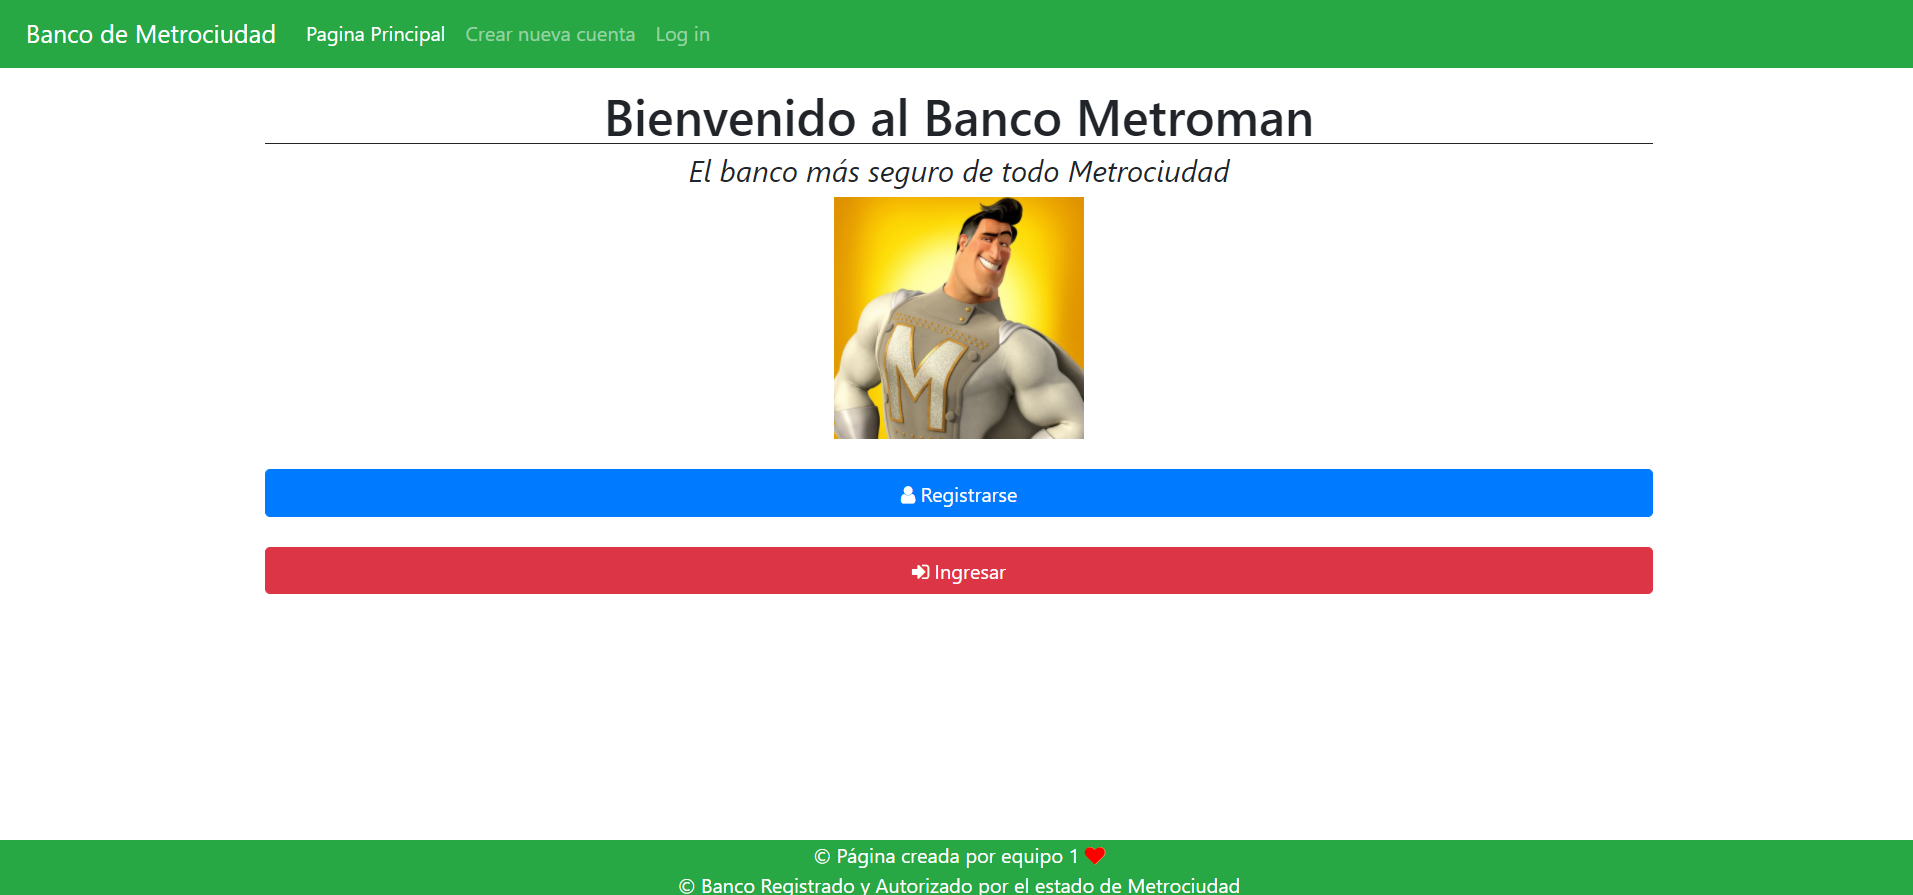 Banco de Metrociudad Pagina Principal Crear nueva cuenta Log in
Bienvenido al Banco Metroman
El banco más seguro de todo Metrociudad
M
Registrarse
Ingresar
© Página creada por equipo 1
© Banco Registrado y Autorizado por el estado de Metrociudad